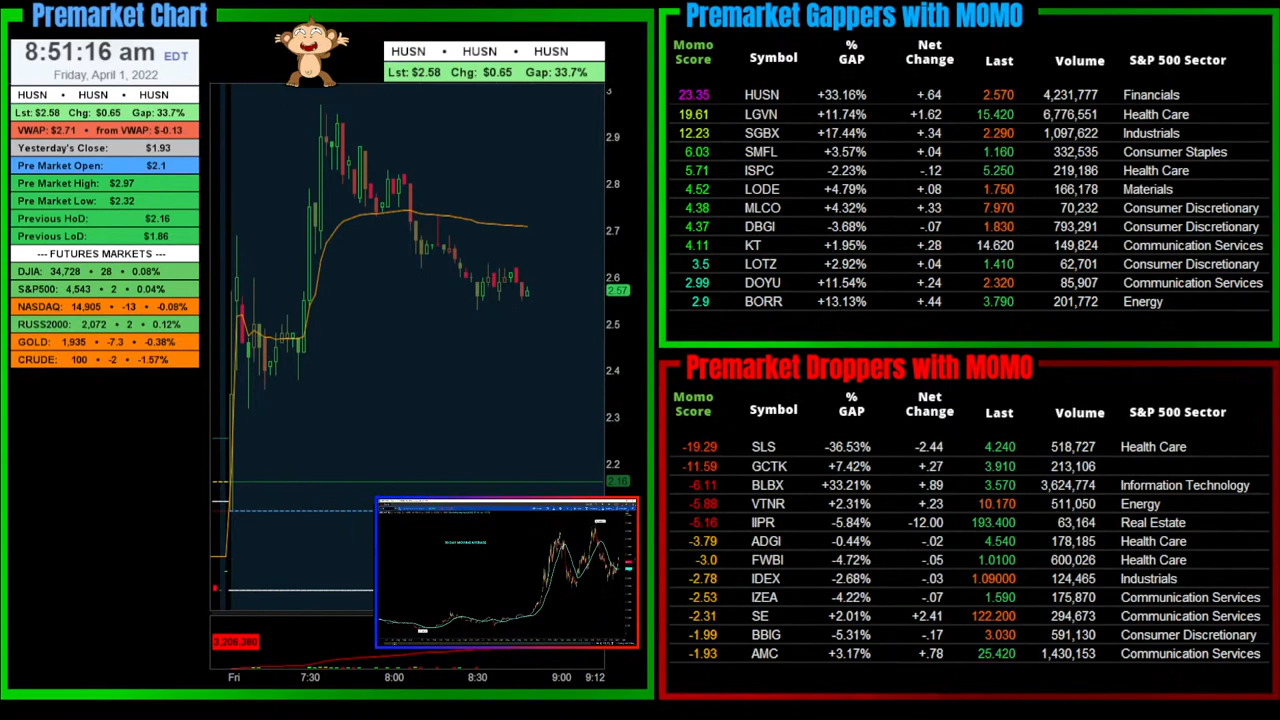 Premarket Chart
8:51:16 am EDT
Friday, April 1, 2022
HUSN • HUSN • HUSN
Lst: $2.58 Chg: $0.65 Gap: 33.7%
VWAP: $2.71 • from VWAP: $-0.13
Yesterday's Close: $1.93
Pre Market Open: $2.1
Pre Market High: $2.97
Pre Market Low: $2.32
Previous HoD: $2.16
Previous LoD: $1.86
--- FUTURES MARKETS ---
DJIA: 34,728 • 28 • 0.08%
S&P500: 4,543 • 2 • 0.04%
NASDAQ: 14,905 • -13 • -0.08%
RUSS2000: 2,072 • 2 • 0.12%
GOLD: 1,935 • -7.3 • -0.38%
CRUDE: 100 • -2 • -1.57%
HUSN • HUSN • HUSN
Lst: $2.58 Chg: $0.65 Gap: 33.7%
3
2.9
2.8
2.7
2.6
2.57
2.5
2.4
2.3
2.2
2.16
3,206,380
Fri 7:30 8:00 8:30 9:00 9:12
Premarket Gappers with MOMO
Momo Score Symbol % GAP Net Change Last Volume S&P 500 Sector
23.35 HUSN +33.16% +.64 2.570 4,231,777 Financials
19.61 LGVN +11.74% +1.62 15.420 6,776,551 Health Care
12.23 SGBX +17.44% +.34 2.290 1,097,622 Industrials
6.03 SMFL +3.57% +.04 1.160 332,535 Consumer Staples
5.71 ISPC -2.23% -.12 5.250 219,186 Health Care
4.52 LODE +4.79% +.08 1.750 166,178 Materials
4.38 MLCO +4.32% +.33 7.970 70,232 Consumer Discretionary
4.37 DBGI -3.68% -.07 1.830 793,291 Consumer Discretionary
4.11 KT +1.95% +.28 14.620 149,824 Communication Services
3.5 LOTZ +2.92% +.04 1.410 62,701 Consumer Discretionary
2.99 DOYU +11.54% +.24 2.320 85,907 Communication Services
2.9 BORR +13.13% +.44 3.790 201,772 Energy
Premarket Droppers with MOMO
Momo Score Symbol % GAP Net Change Last Volume S&P 500 Sector
-19.29 SLS -36.53% -2.44 4.240 518,727 Health Care
-11.59 GCTK +7.42% +.27 3.910 213,106
-6.11 BLBX +33.21% +.89 3.570 3,624,774 Information Technology
-5.88 VTNR +2.31% +.23 10.170 511,050 Energy
-5.16 IIPR -5.84% -12.00 193.400 63,164 Real Estate
-3.79 ADGI -0.44% -.02 4.540 178,185 Health Care
-3.0 FWBI -4.72% -.05 1.0100 600,026 Health Care
-2.78 IDEX -2.68% -.03 1.09000 124,465 Industrials
-2.53 IZEA -4.22% -.07 1.590 175,870 Communication Services
-2.31 SE +2.01% +2.41 122.200 294,673 Communication Services
-1.99 BBIG -5.31% -.17 3.030 591,130 Consumer Discretionary
-1.93 AMC +3.17% +.78 25.420 1,430,153 Communication Services